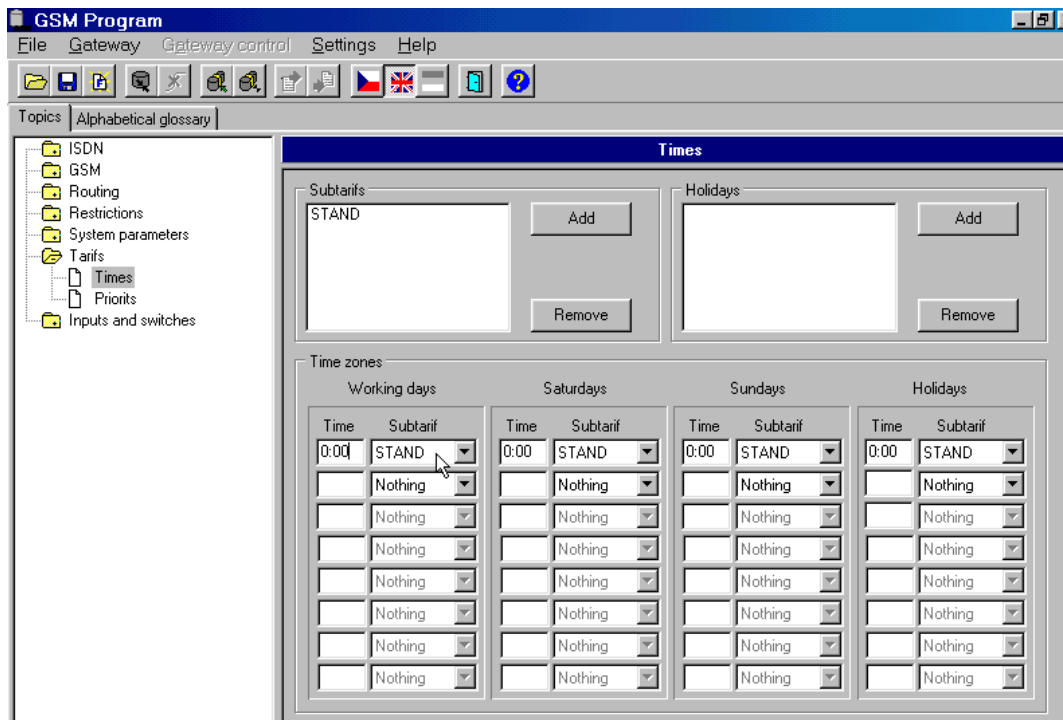 GSM Program
File Gateway Gateway control Settings Help
Topics Alphabetical glossary
ISDN
GSM
Routing
Restrictions
System parameters
Tarifs
Times
Priorits
Inputs and switches
Times
Subtarifs
STAND
Add
Remove
Holidays
Add
Remove
Time zones
Working days Saturdays Sundays Holidays
Time Subtarif Time Subtarif Time Subtarif Time Subtarif
0:00 STAND 0:00 STAND 0:00 STAND 0:00 STAND
Nothing Nothing Nothing Nothing
Nothing Nothing Nothing Nothing
Nothing Nothing Nothing Nothing
Nothing Nothing Nothing Nothing
Nothing Nothing Nothing Nothing
Nothing Nothing Nothing Nothing
Nothing Nothing Nothing Nothing